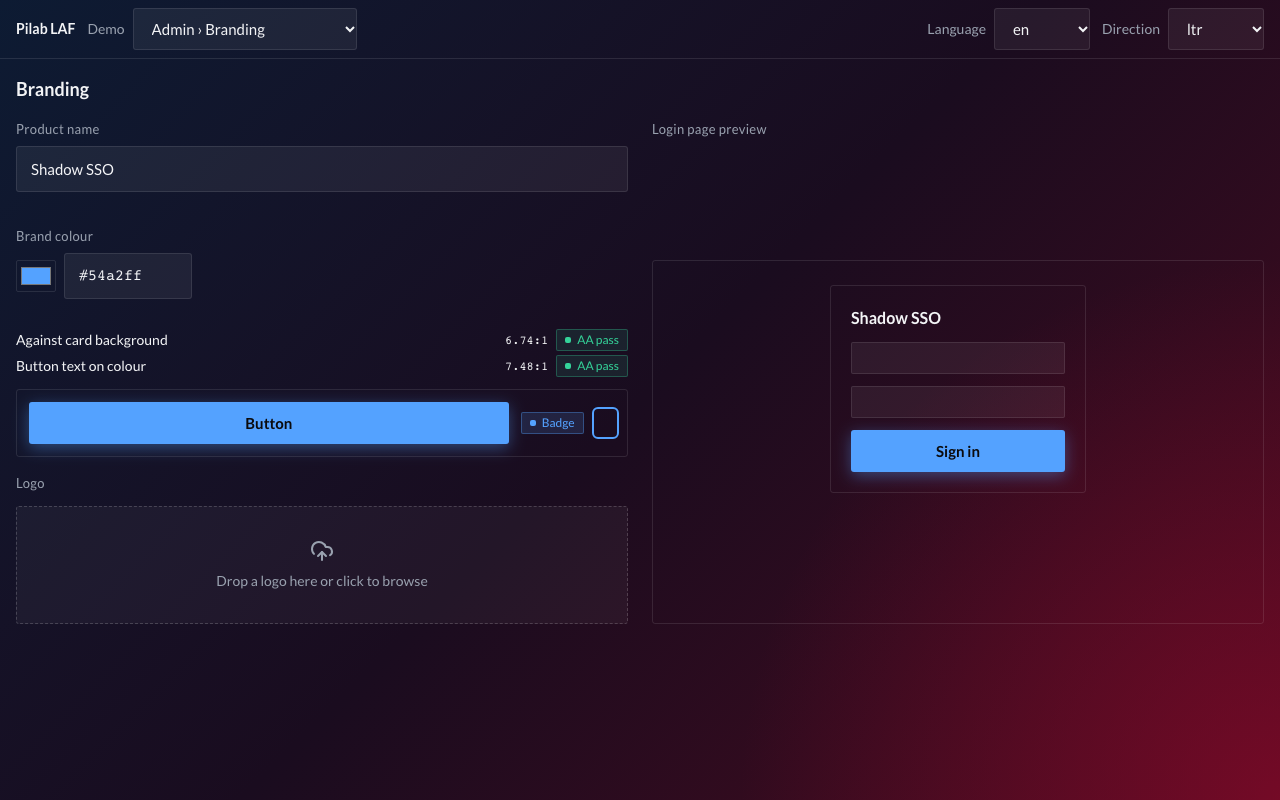 Pilab LAF Demo Admin › Branding Language en Direction ltr
Branding
Product name
Shadow SSO
Brand colour
#54a2ff
Against card background 6.74:1 AA pass
Button text on colour 7.48:1 AA pass
Button Badge
Logo
Drop a logo here or click to browse
Login page preview
Shadow SSO
Sign in